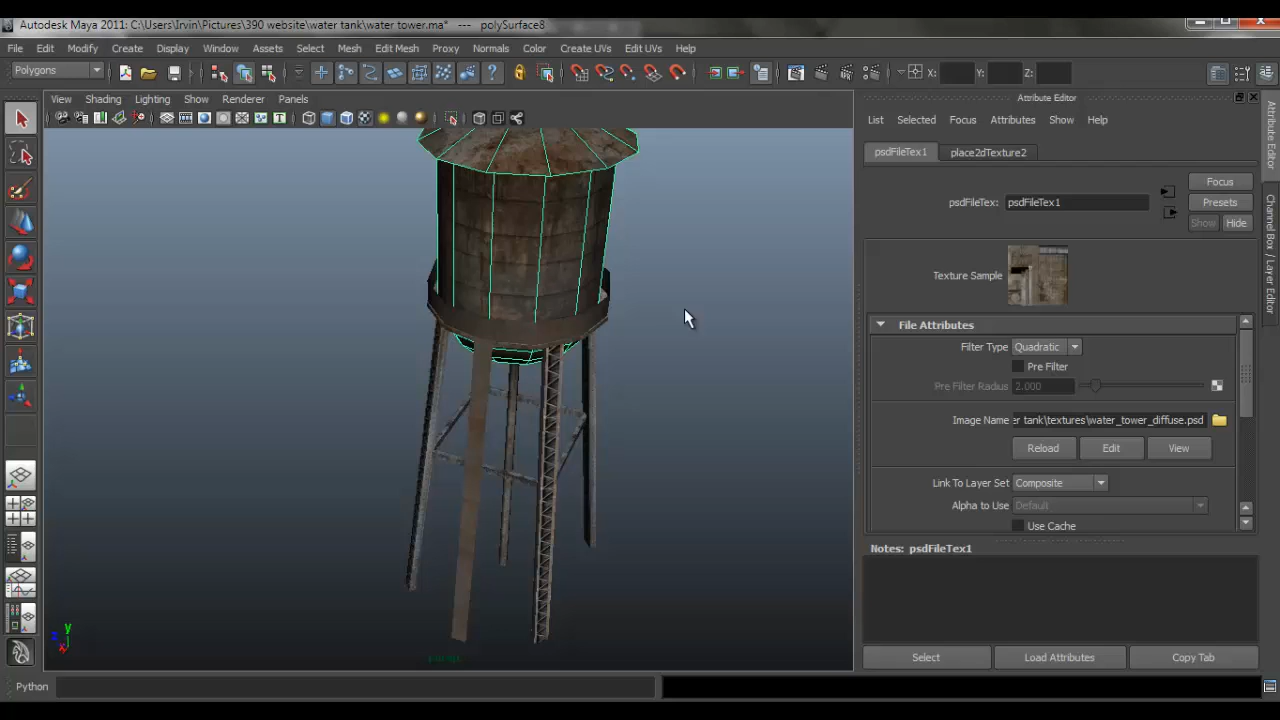 Autodesk Maya 2011: C:\Users\Irvin\Pictures\390 website\water tank\water tower.ma* --- polySurface8
File Edit Modify Create Display Window Assets Select Mesh Edit Mesh Proxy Normals Color Create UVs Edit UVs Help
Polygons X: Y: Z:
View Shading Lighting Show Renderer Panels
Attribute Editor
List Selected Focus Attributes Show Help
psdFileTex1 place2dTexture2
Focus
psdFileTex: psdFileTex1 Presets
Show Hide
Texture Sample
File Attributes
Filter Type Quadratic
Pre Filter
Pre Filter Radius 2.000
Image Name er tank\textures\water_tower_diffuse.psd
Reload Edit View
Link To Layer Set Composite
Alpha to Use Default
Use Cache
Notes: psdFileTex1
Select Load Attributes Copy Tab
Attribute Editor
Channel Box / Layer Editor
y
z
x
persp
Python